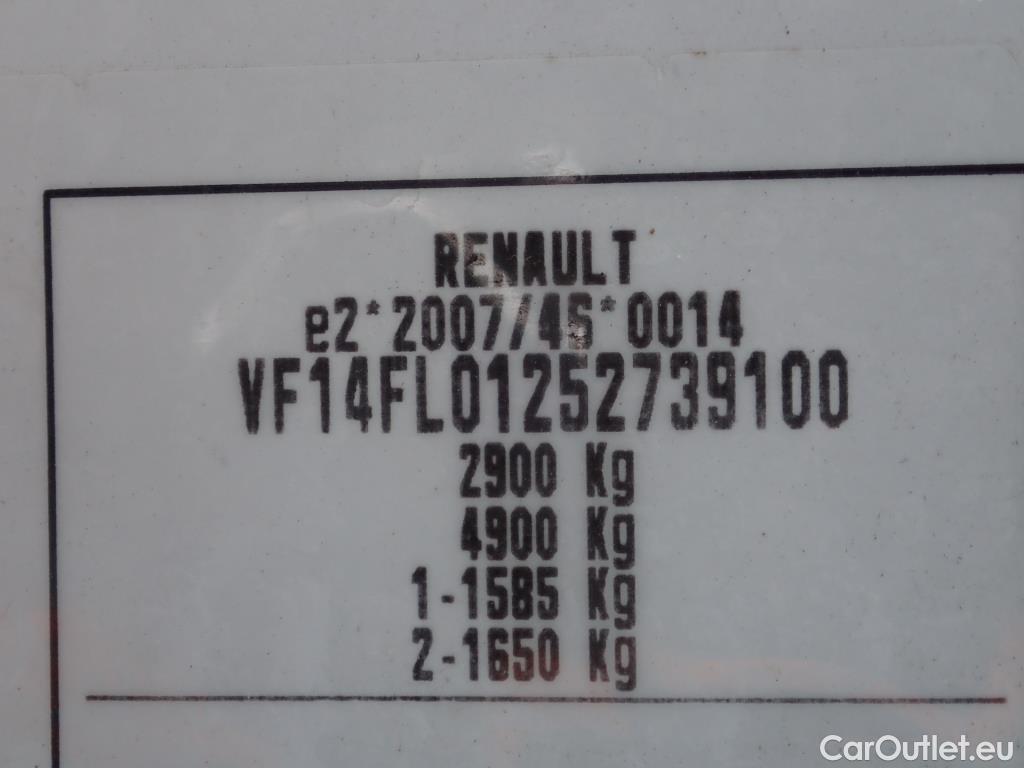 RENAULT
e2*2007/46*0014
VF14FL01252739100
2900 Kg
4900 Kg
1-1585 Kg
2-1650 Kg
CarOutlet.eu